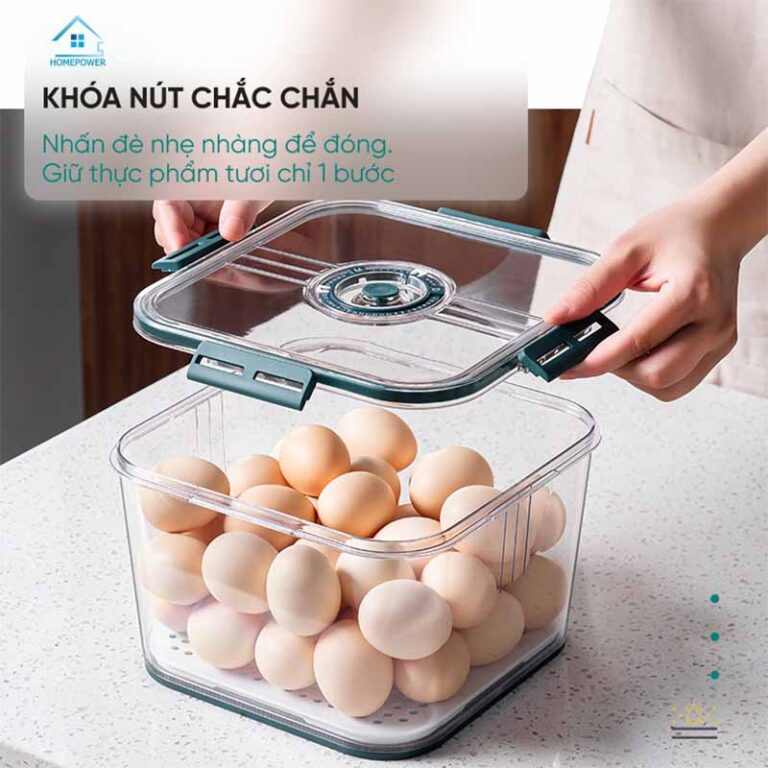 HOMEPOWER
KHÓA NÚT CHẮC CHẮN
Nhấn đè nhẹ nhàng để đóng.
Giữ thực phẩm tươi chỉ 1 bước